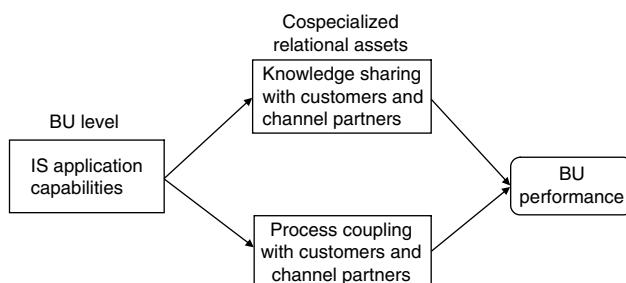 Cospecialized
relational assets
Knowledge sharing
with customers and
channel partners
BU level
IS application
capabilities
BU
performance
Process coupling
with customers and
channel partners